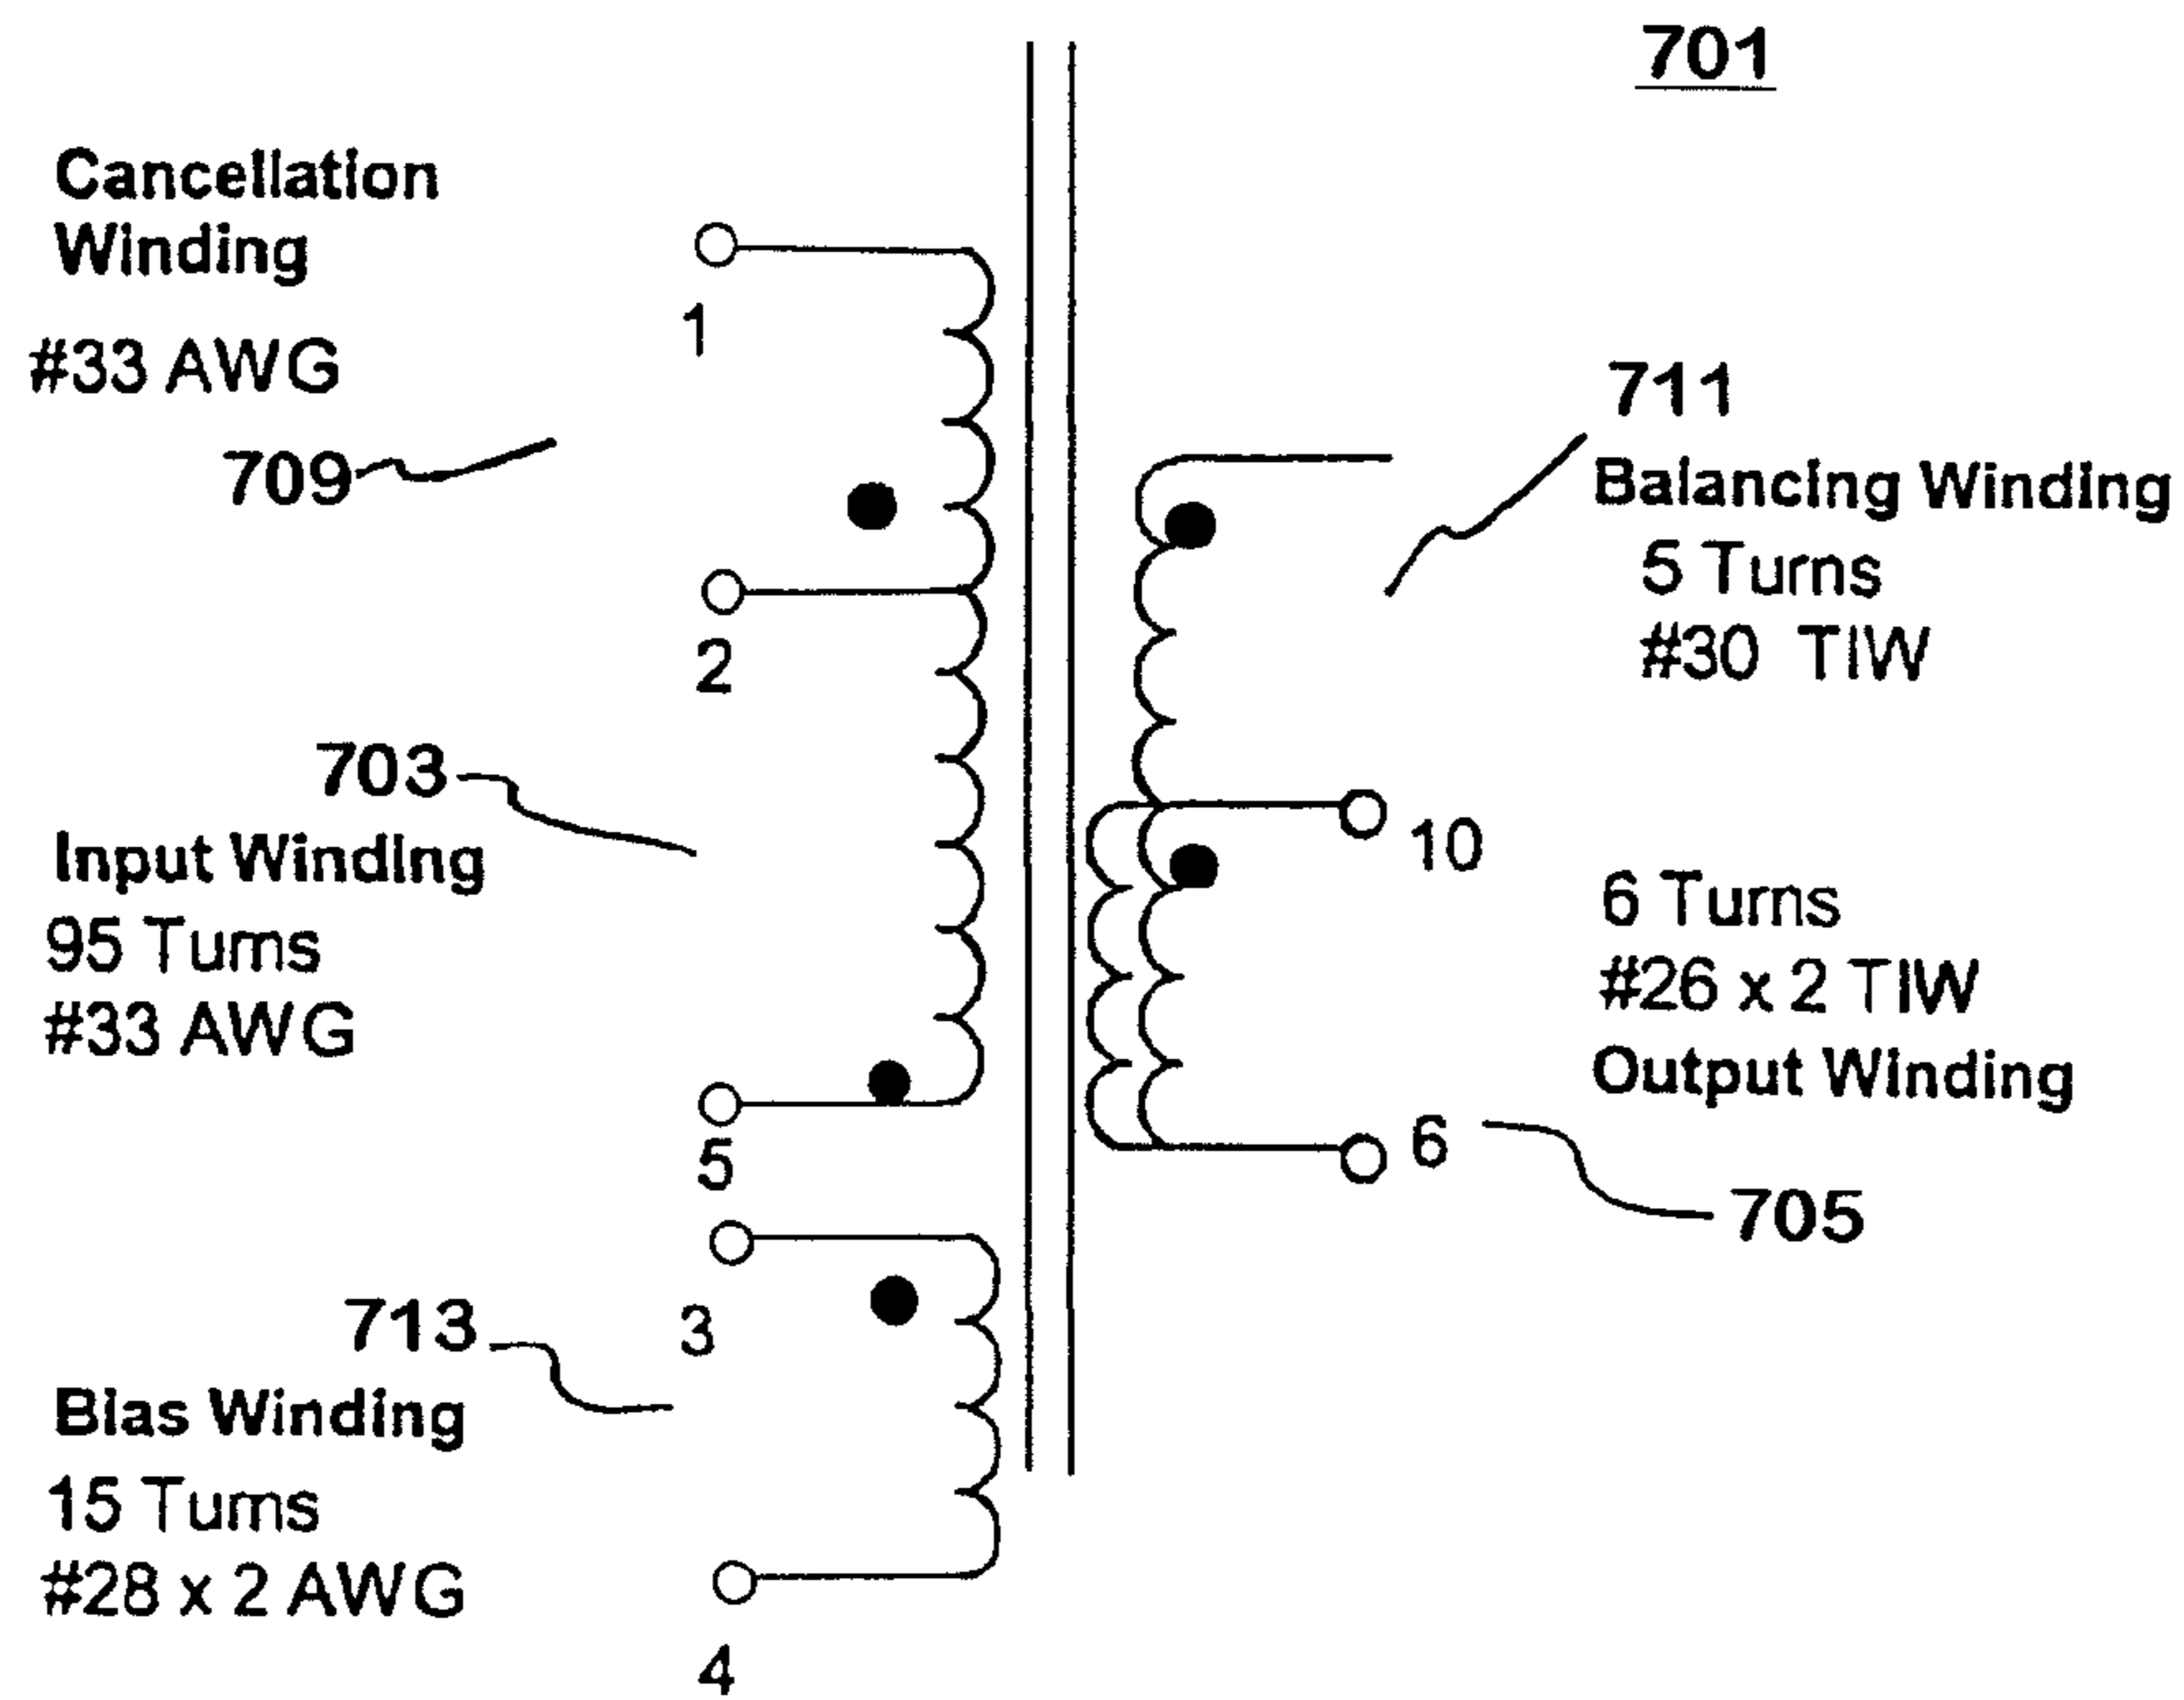 701
Cancellation
Winding
#33 AWG
709
1
2
703
Input Winding
95 Turns
#33 AWG
5
3
713
Bias Winding
15 Turns
#28 x 2 AWG
4
711
Balancing Winding
5 Turns
#30 TIW
10
6 Turns
#26 x 2 TIW
Output Winding
6
705